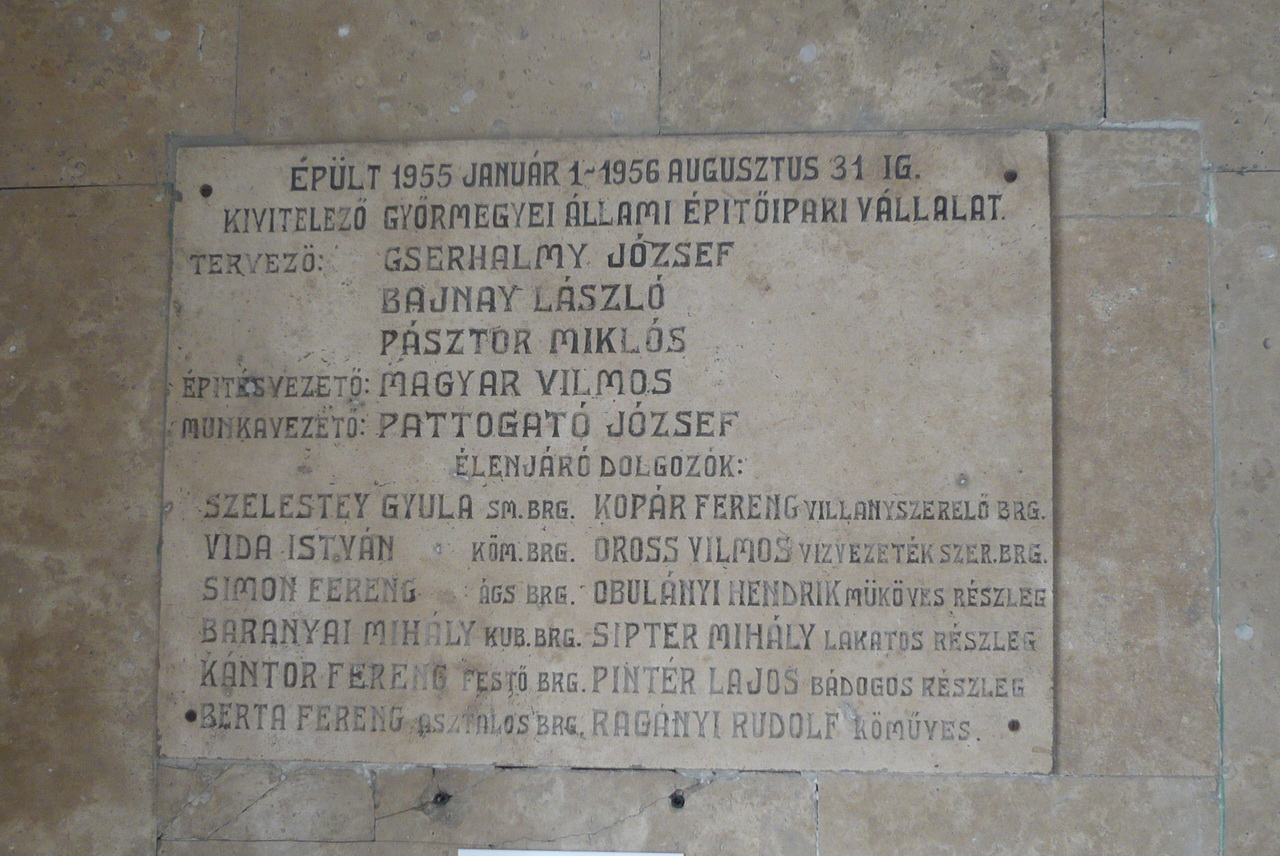 ÉPÜLT 1955 JANUÁR 1-1956 AUGUSZTUS 31 IG.
KIVITELEZŐ GYŐRMEGYEI ÁLLAMI ÉPITŐIPARI VÁLLALAT.
TERVEZŐ: CSERHALMY JÓZSEF
BAJNAY LÁSZLÓ
PÁSZTOR MIKLÓS
ÉPITÉSVEZETŐ: MAGYAR VILMOS
MUNKAVEZETŐ: PATTOGATÓ JÓZSEF
ÉLENJÁRÓ DOLGOZÓK:
SZELESTEY GYULA SM. BRG. KOPÁR FERENC VILLANYSZERELŐ BRG.
VIDA ISTVÁN KŐM. BRG. OROSS VILMOS VIZVEZETÉK SZER. BRG.
SIMON FERENC ÁCS BRG. OBULÁNYI HENDRIK MÜKÖVES RÉSZLEG
BARANYAI MIHÁLY KUB. BRG. SIPTER MIHÁLY LAKATOS RÉSZLEG
KÁNTOR FERENC FESTŐ BRG. PINTÉR LAJOS BÁDOGOS RÉSZLEG
BERTA FERENC ASZTALOS BRG. RAGÁNYI RUDOLF KŐMŰVES.